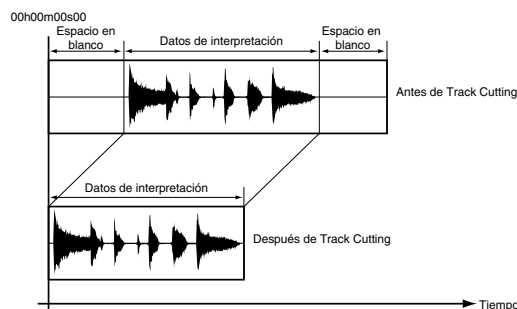 00h00m00s00
Espacio en
blanco
Datos de interpretación
Espacio en
blanco
Antes de Track Cutting
Datos de interpretación
Después de Track Cutting
Tiempo